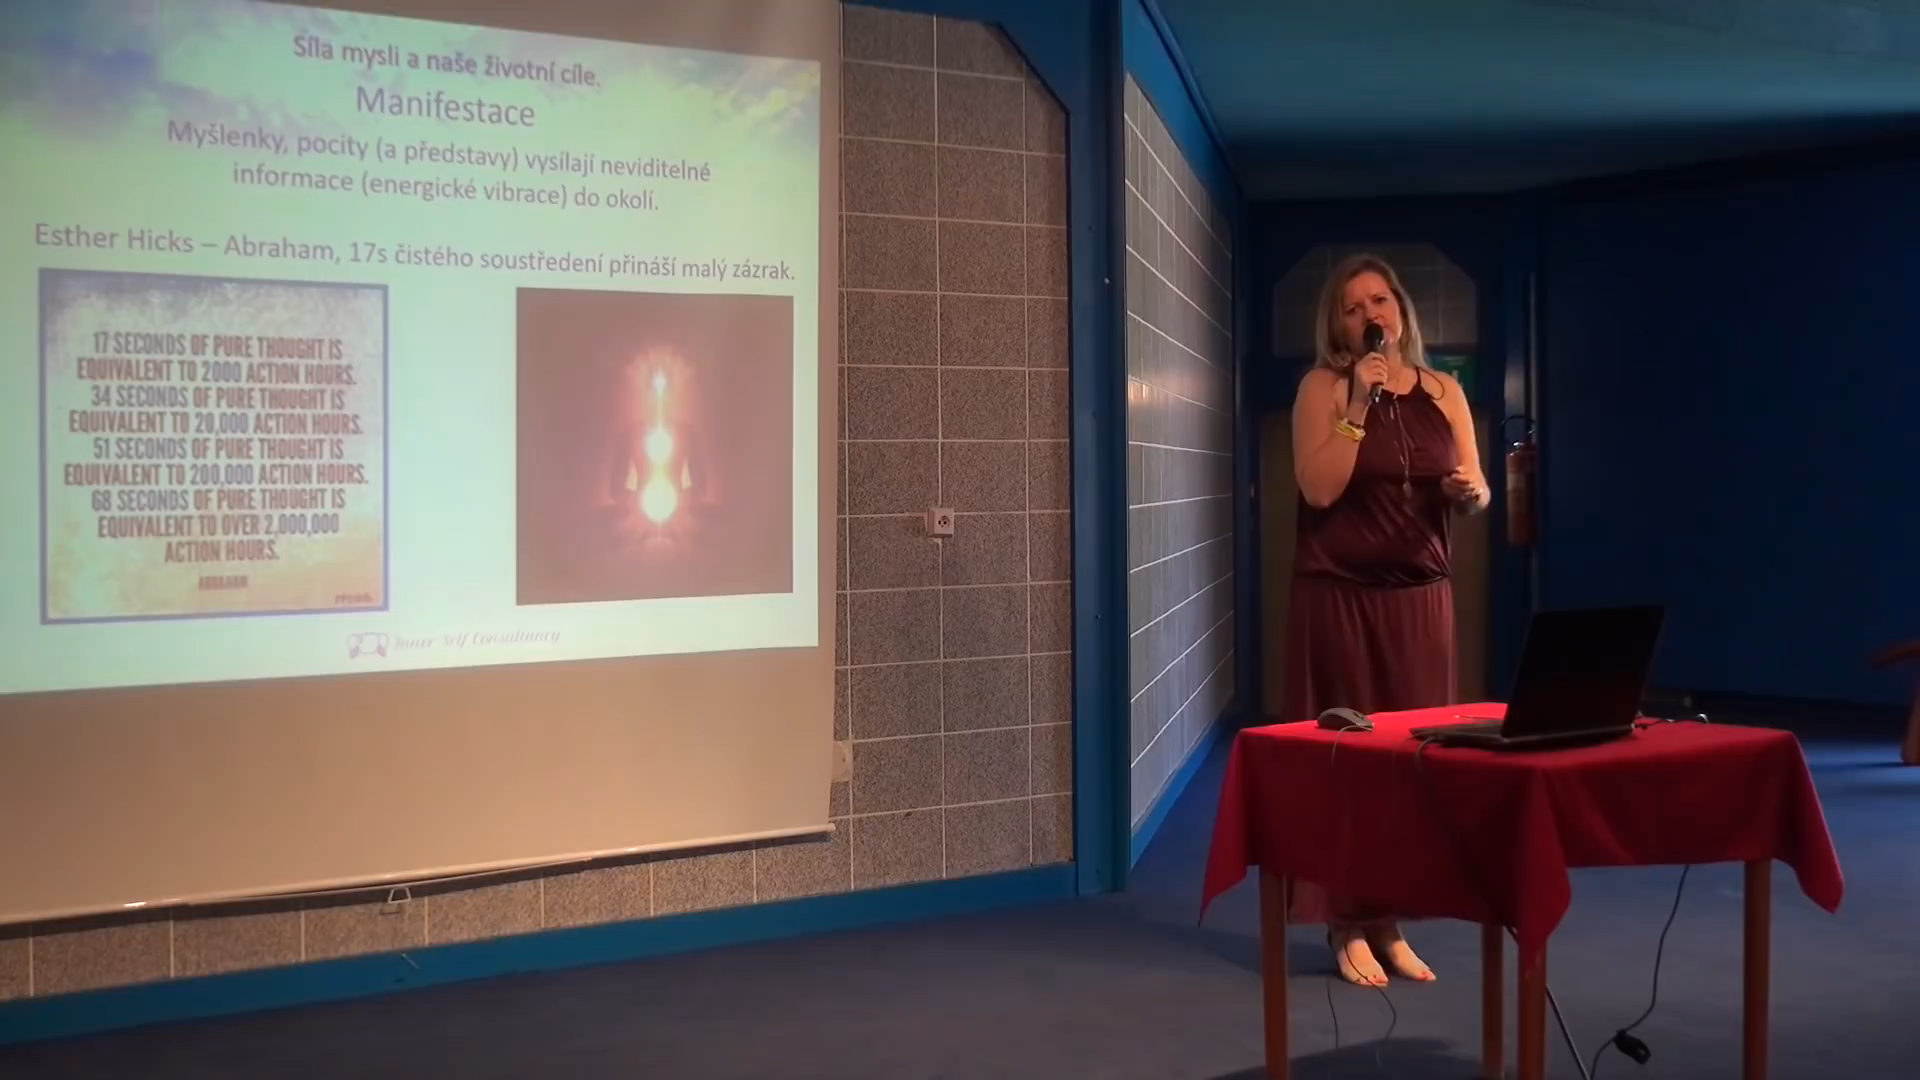 Síla mysli a naše životní cíle.
Manifestace
Myšlenky, pocity (a představy) vysílají neviditelné
informace (energické vibrace) do okolí.
Esther Hicks – Abraham, 17s čistého soustředení přináší malý zázrak.
17 SECONDS OF PURE THOUGHT IS
EQUIVALENT TO 2000 ACTION HOURS.
34 SECONDS OF PURE THOUGHT IS
EQUIVALENT TO 20,000 ACTION HOURS.
51 SECONDS OF PURE THOUGHT IS
EQUIVALENT TO 200,000 ACTION HOURS.
68 SECONDS OF PURE THOUGHT IS
EQUIVALENT TO OVER 2,000,000
ACTION HOURS.
ABRAHAM
Inner Self Consultancy